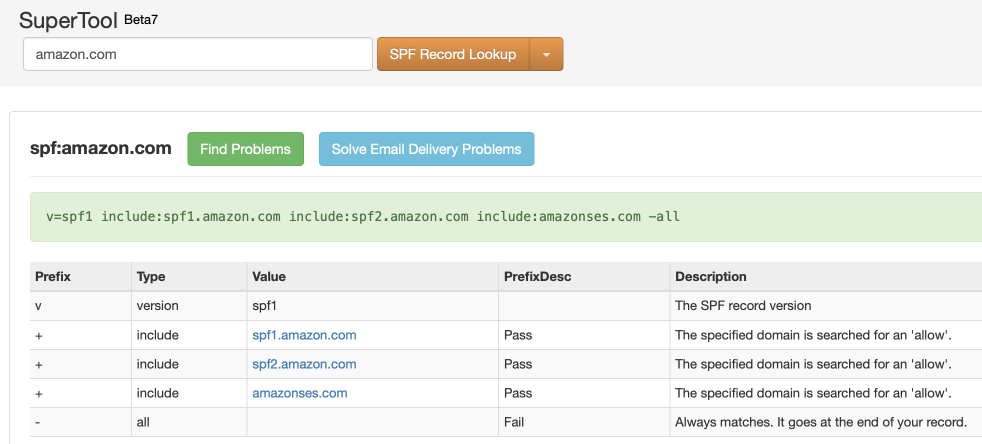 SuperTool Beta7
amazon.com
SPF Record Lookup
spf:amazon.com Find Problems Solve Email Delivery Problems
v=spf1 include:spf1.amazon.com include:spf2.amazon.com include:amazonses.com -all
Prefix Type Value PrefixDesc Description
v version spf1 The SPF record version
+ include spf1.amazon.com Pass The specified domain is searched for an 'allow'.
+ include spf2.amazon.com Pass The specified domain is searched for an 'allow'.
+ include amazonses.com Pass The specified domain is searched for an 'allow'.
- all Fail Always matches. It goes at the end of your record.